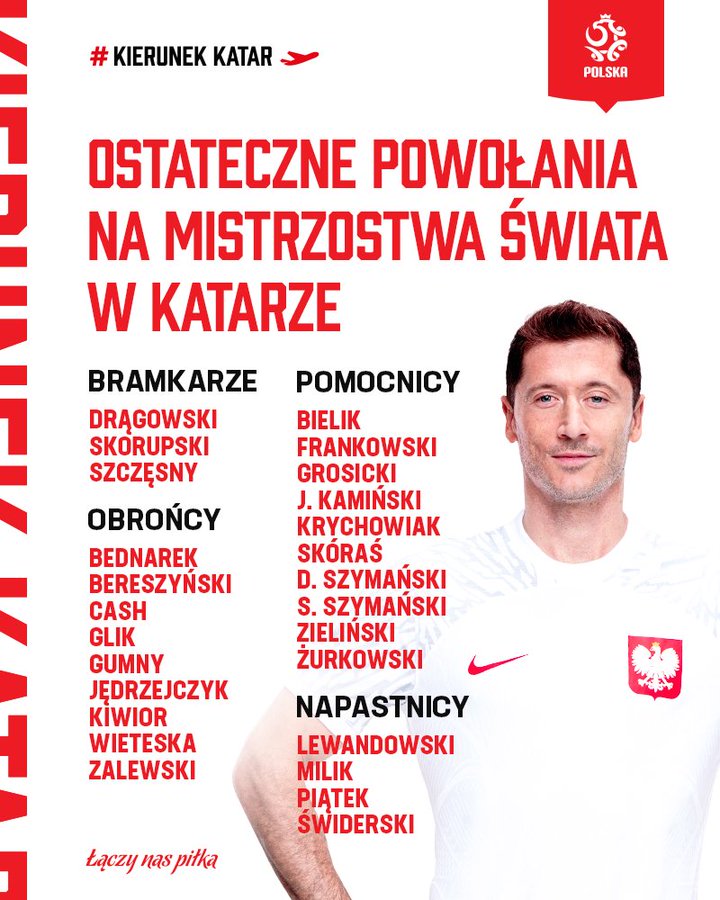 # KIERUNEK KATAR
POLSKA
OSTATECZNE POWOŁANIA
NA MISTRZOSTWA ŚWIATA
W KATARZE
BRAMKARZE
DRĄGOWSKI
SKORUPSKI
SZCZĘSNY
OBROŃCY
BEDNAREK
BERESZYŃSKI
CASH
GLIK
GUMNY
JĘDRZEJCZYK
KIWIOR
WIETESKA
ZALEWSKI
POMOCNICY
BIELIK
FRANKOWSKI
GROSICKI
J. KAMIŃSKI
KRYCHOWIAK
SKÓRAŚ
D. SZYMAŃSKI
S. SZYMAŃSKI
ZIELIŃSKI
ŻURKOWSKI
NAPASTNICY
LEWANDOWSKI
MILIK
PIĄTEK
ŚWIDERSKI
Łączy nas piłka